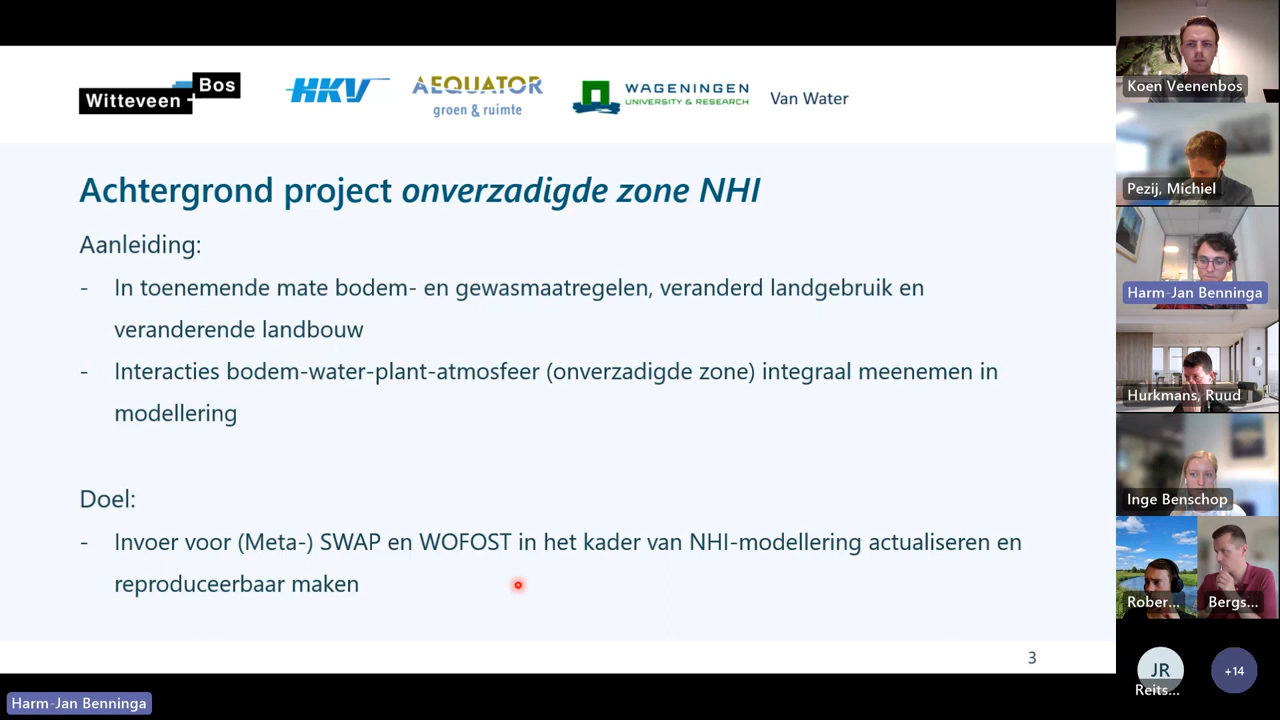 Witteveen + Bos
HKV
AEQUATOR
groen & ruimte
WAGENINGEN
UNIVERSITY & RESEARCH
Van Water
Achtergrond project onverzadigde zone NHI
Aanleiding:
- In toenemende mate bodem- en gewasmaatregelen, veranderd landgebruik en
veranderende landbouw
- Interacties bodem-water-plant-atmosfeer (onverzadigde zone) integraal meenemen in
modellering
Doel:
- Invoer voor (Meta-) SWAP en WOFOST in het kader van NHI-modellering actualiseren en
reproduceerbaar maken
3
Harm-Jan Benninga
Koen Veenenbos
Pezij, Michiel
Harm-Jan Benninga
Hurkmans, Ruud
Inge Benschop
Rober...
Bergs...
JR
Reits...
+14